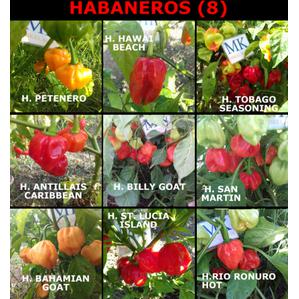 HABANEROS (8)
H. PETENERO
H. HAWAI
BEACH
MK
H. TOBAGO
SEASONING
H. ANTILLAIS
CARIBBEAN
H. BILLY GOAT
H. SAN
MARTIN
H. BAHAMIAN
GOAT
H. ST. LUCIA
ISLAND
H.RIO RONURO
HOT